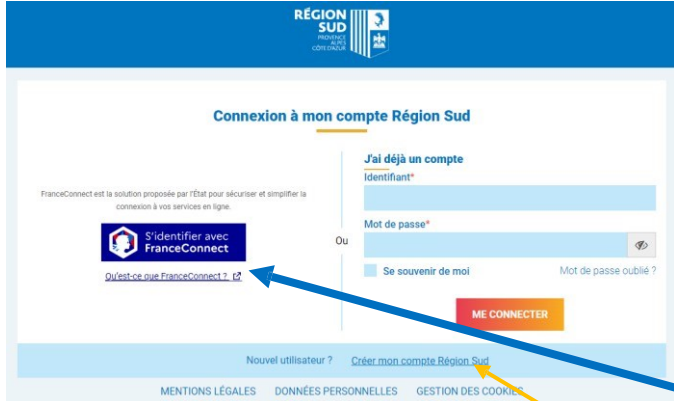 RÉGION
SUD
PROVENCE
ALPES
CÔTE D'AZUR
Connexion à mon compte Région Sud
FranceConnect est la solution proposée par l'État pour sécuriser et simplifier la
connexion à vos services en ligne.
S'identifier avec
FranceConnect
Qu'est-ce que FranceConnect ?
Ou
J'ai déjà un compte
Identifiant*
Mot de passe*
Se souvenir de moi
Mot de passe oublié ?
ME CONNECTER
Nouvel utilisateur ? Créer mon compte Région Sud
MENTIONS LÉGALES DONNÉES PERSONNELLES GESTION DES COOKIES